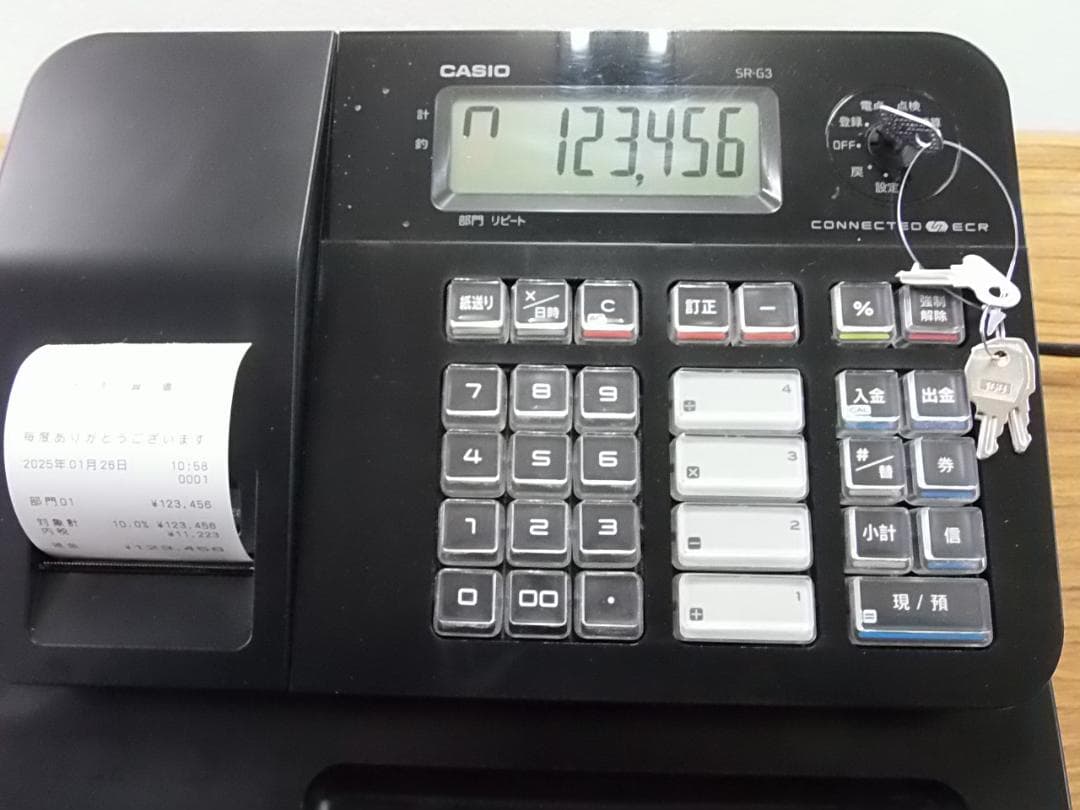 CASIO
SR-G3
計
釣
123,456
部門 リピート
電卓 点検
登録
OFF
戻
設定
CONNECTED ECR
紙送り
×/日時
C
訂正
−
%
強制解除
7
8
9
4
入金
CAL
出金
÷
4
5
6
3
#/替
券
×
1
2
3
2
小計
信
−
0
00
・
1
現/預
+
=
毎度ありがとうございます
2025年01月26日 10:58
0001
部門01 ¥123,456
対象計 10.0% ¥123,456
内税 ¥11,223
¥123,456